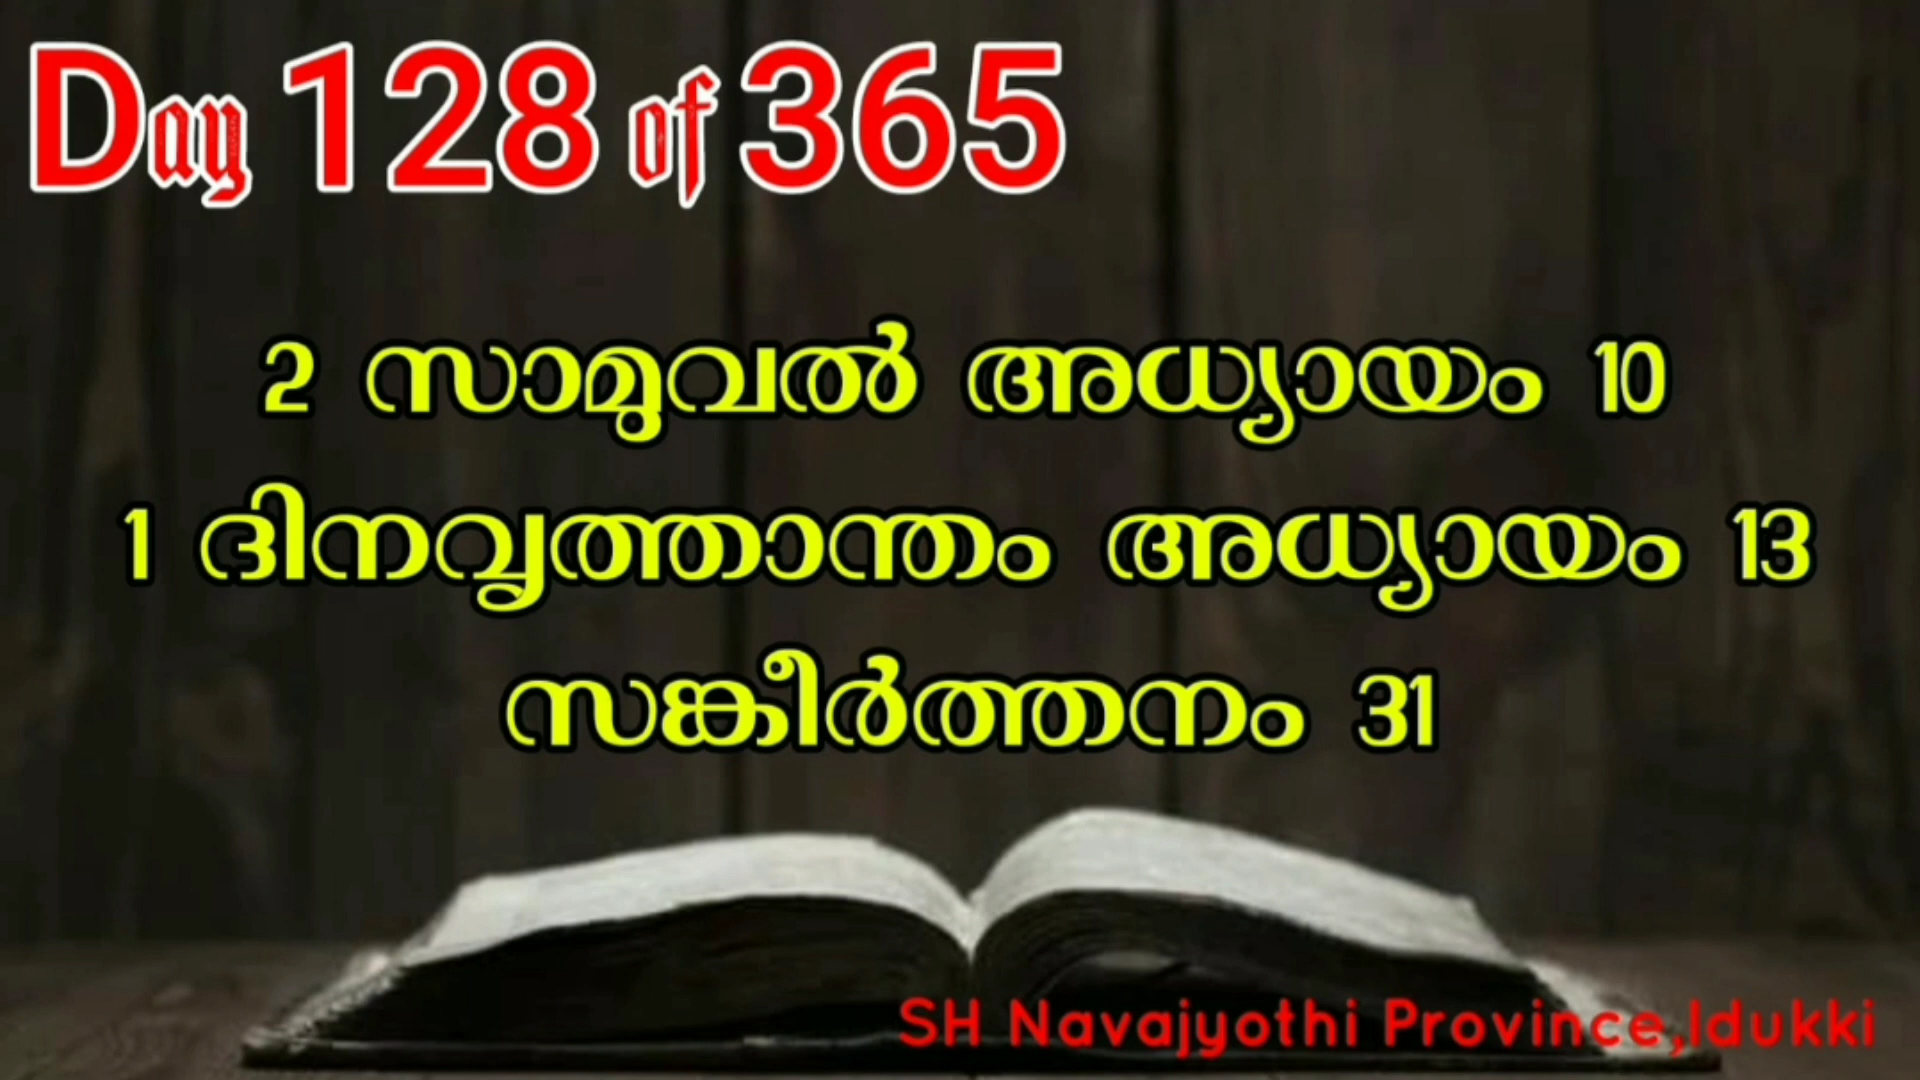 Day 128 of 365
2 സാമുവൽ അധ്യായം 10
1 ദിനവൃത്താന്തം അധ്യായം 13
സങ്കീർത്തനം 31
SH Navajyothi Province,Idukki